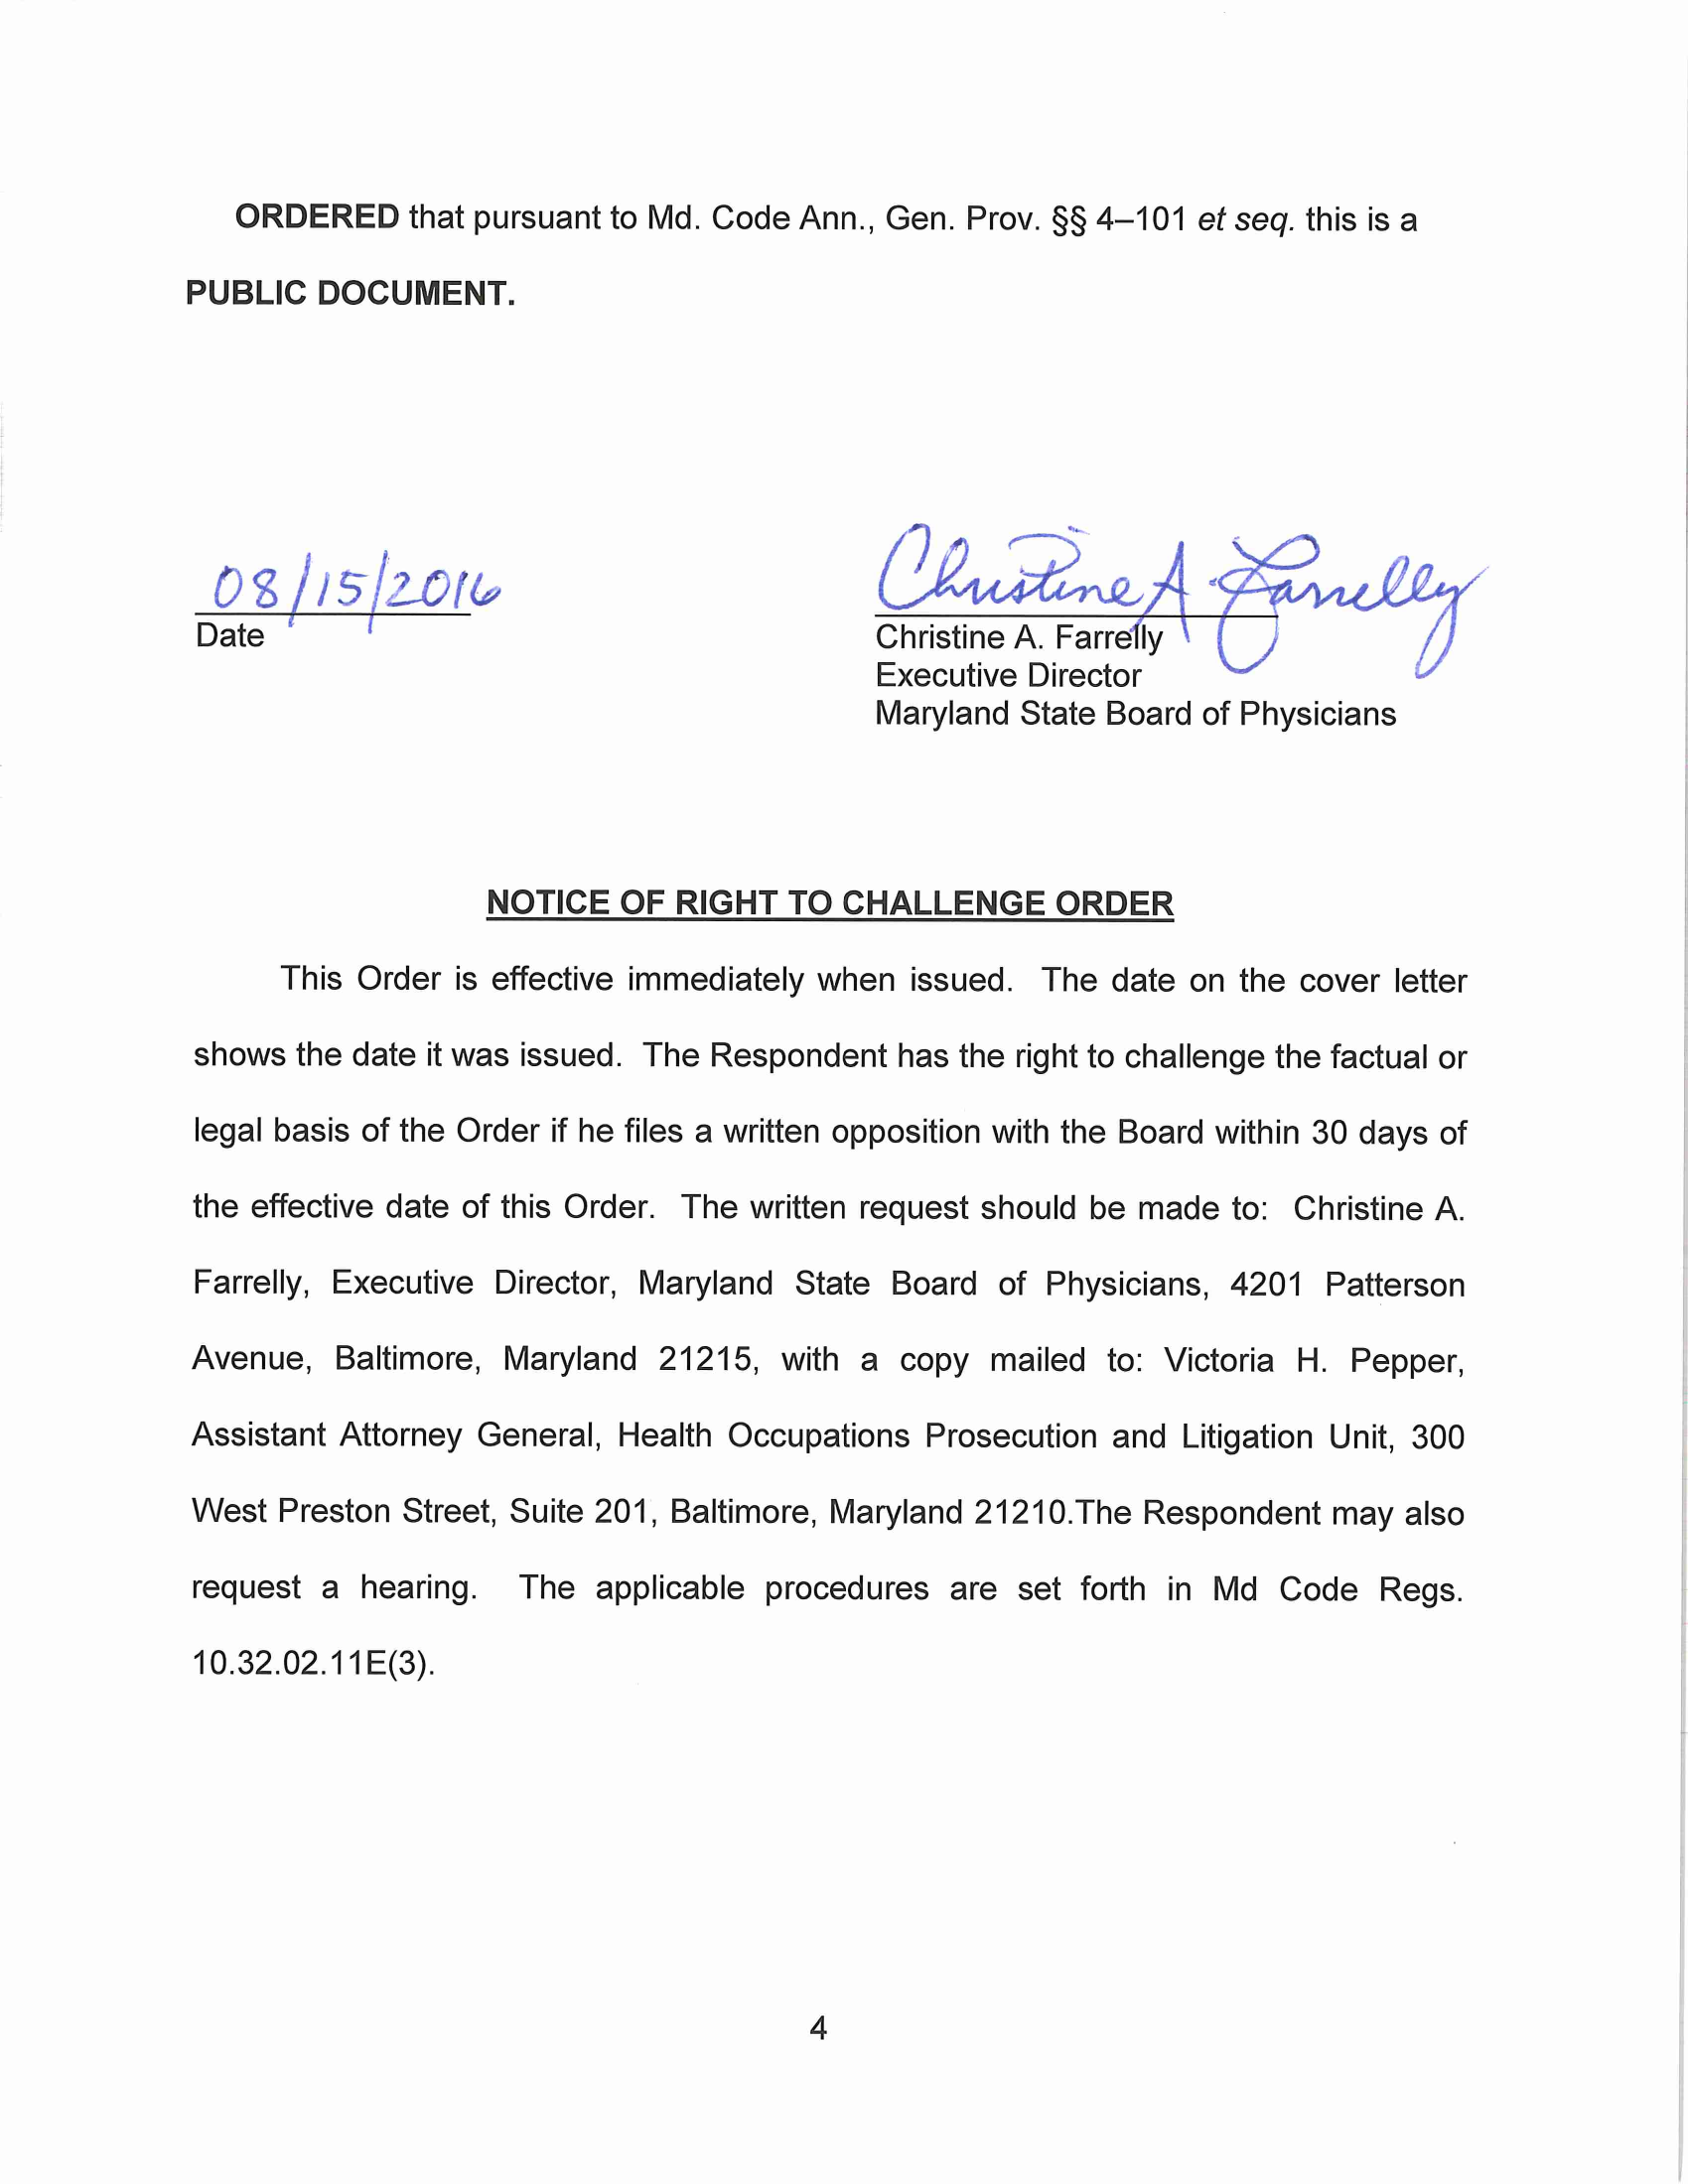 ORDERED that pursuant to Md. Code Ann., Gen. Prov. §§ 4–101 et seq. this is a
PUBLIC DOCUMENT.
08/15/2016
Date
Christine A Farrelly
Christine A. Farrelly
Executive Director
Maryland State Board of Physicians
NOTICE OF RIGHT TO CHALLENGE ORDER
This Order is effective immediately when issued. The date on the cover letter
shows the date it was issued. The Respondent has the right to challenge the factual or
legal basis of the Order if he files a written opposition with the Board within 30 days of
the effective date of this Order. The written request should be made to: Christine A.
Farrelly, Executive Director, Maryland State Board of Physicians, 4201 Patterson
Avenue, Baltimore, Maryland 21215, with a copy mailed to: Victoria H. Pepper,
Assistant Attorney General, Health Occupations Prosecution and Litigation Unit, 300
West Preston Street, Suite 201, Baltimore, Maryland 21210.The Respondent may also
request a hearing. The applicable procedures are set forth in Md Code Regs.
10.32.02.11E(3).
4